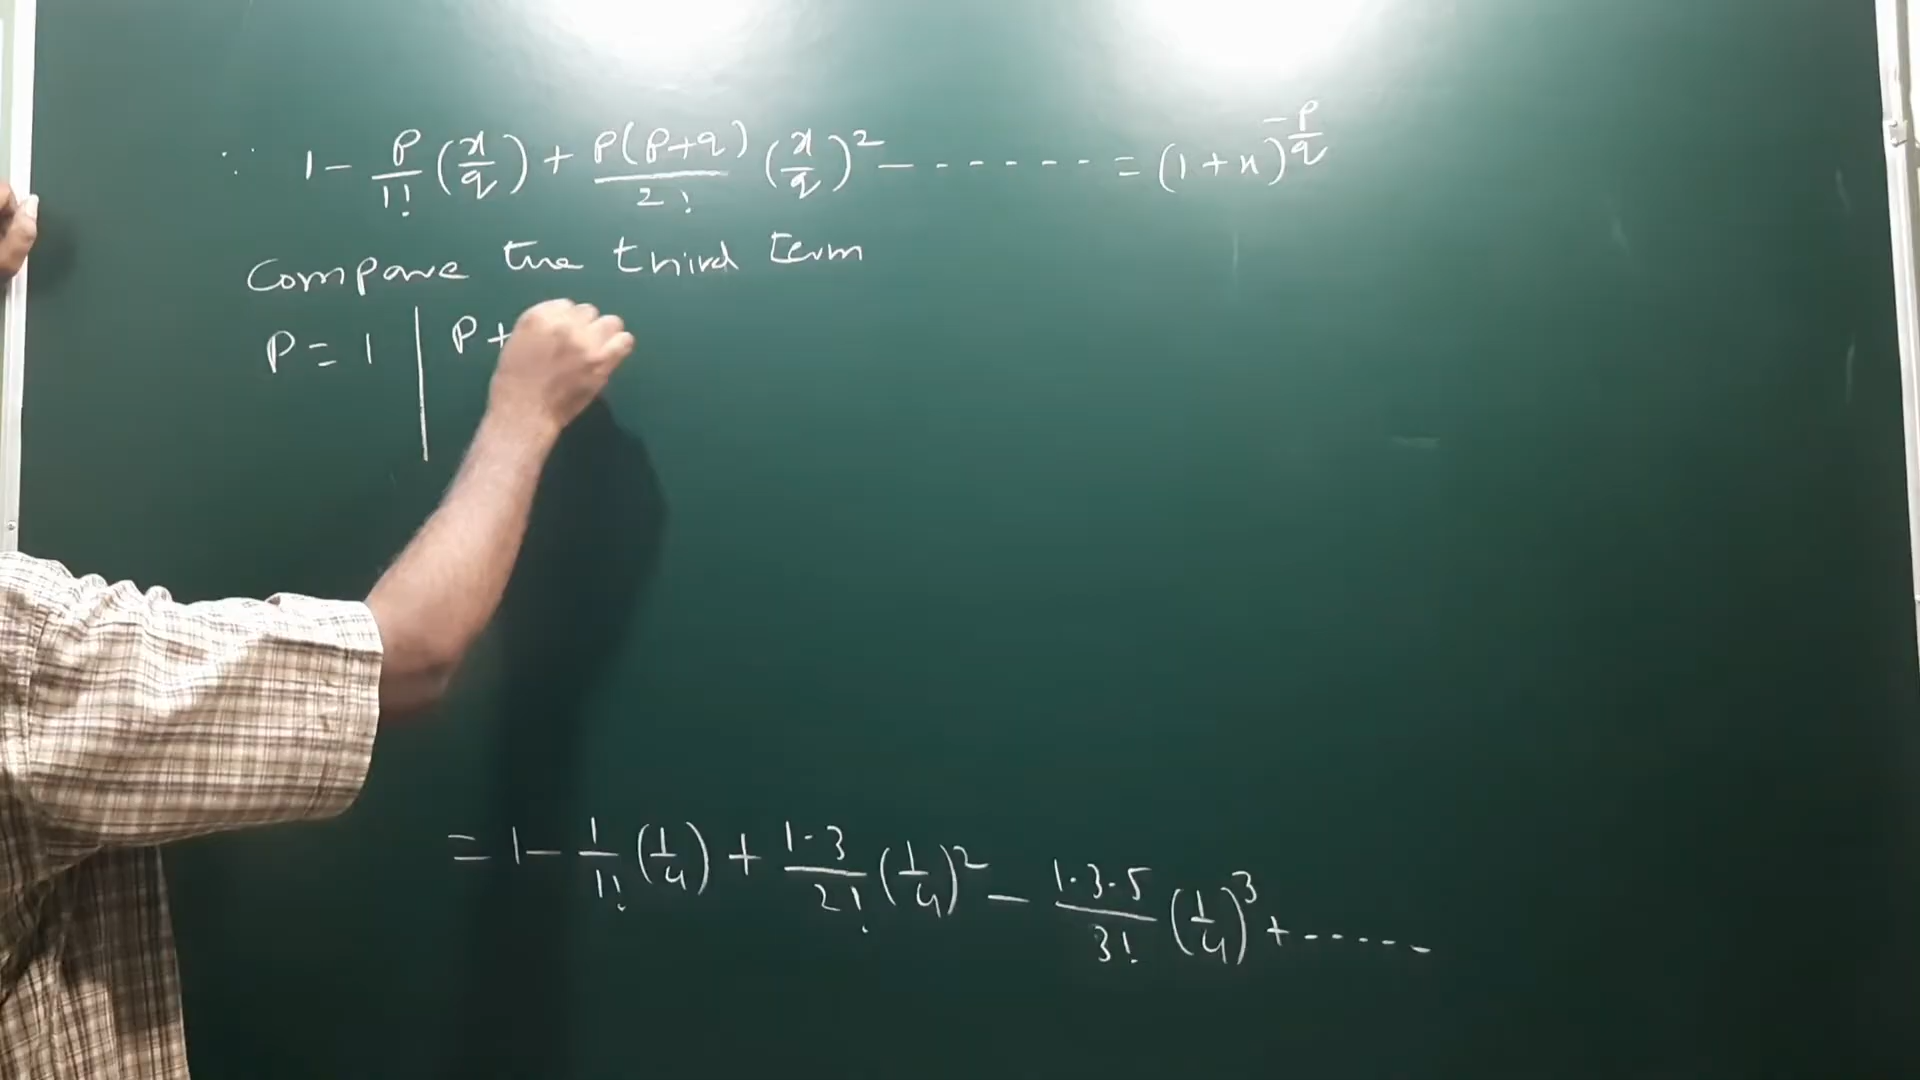 ∵ 1 - P/1! (x/q) + P(P+q)/2! (x/q)² - ------ = (1+x)^(-P/q)
Compare the third term
P = 1 | P+
= 1 - 1/1! (1/4) + 1·3/2! (1/4)² - 1·3·5/3! (1/4)³ + -----